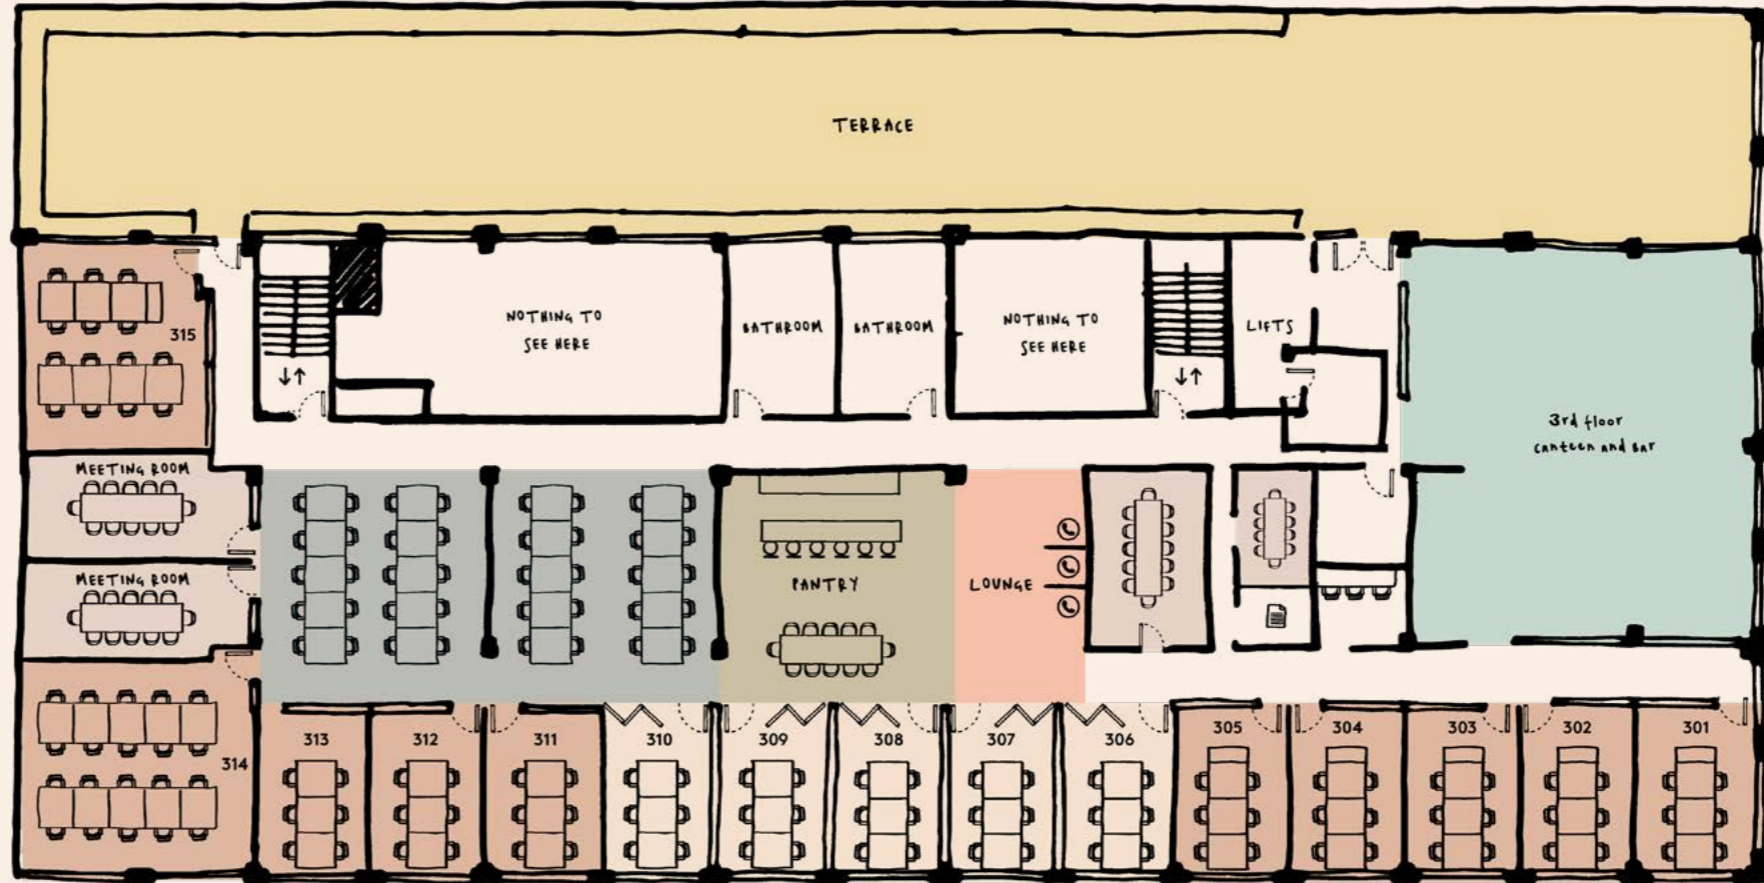 TERRACE
315
NOTHING TO
SEE HERE
BATHROOM
BATHROOM
NOTHING TO
SEE HERE
LIFTS
↓↑
↓↑
3rd floor
canteen and bar
MEETING ROOM
MEETING ROOM
PANTRY
LOUNGE
314
313
312
311
310
309
308
307
306
305
304
303
302
301